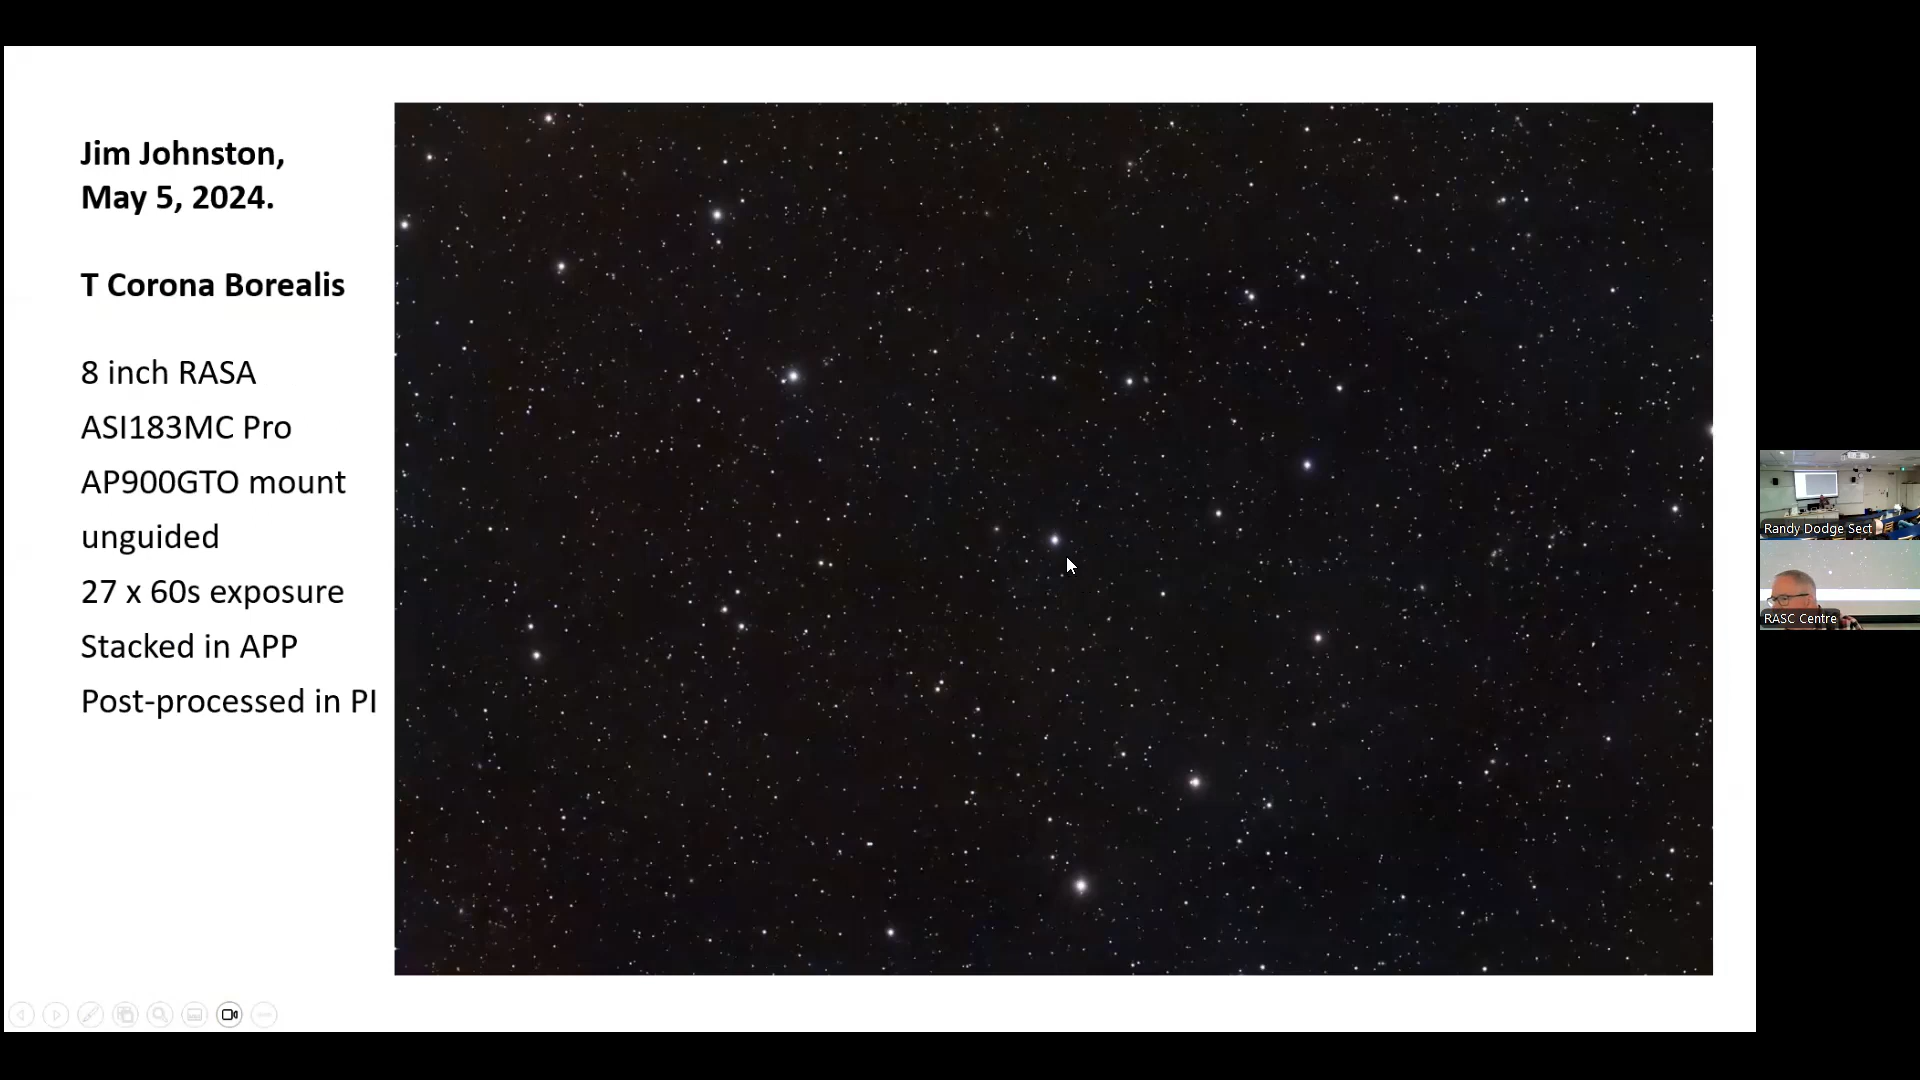 Jim Johnston,
May 5, 2024.
T Corona Borealis
8 inch RASA
ASI183MC Pro
AP900GTO mount
unguided
27 x 60s exposure
Stacked in APP
Post-processed in PI
Randy Dodge Sect
RASC Centre